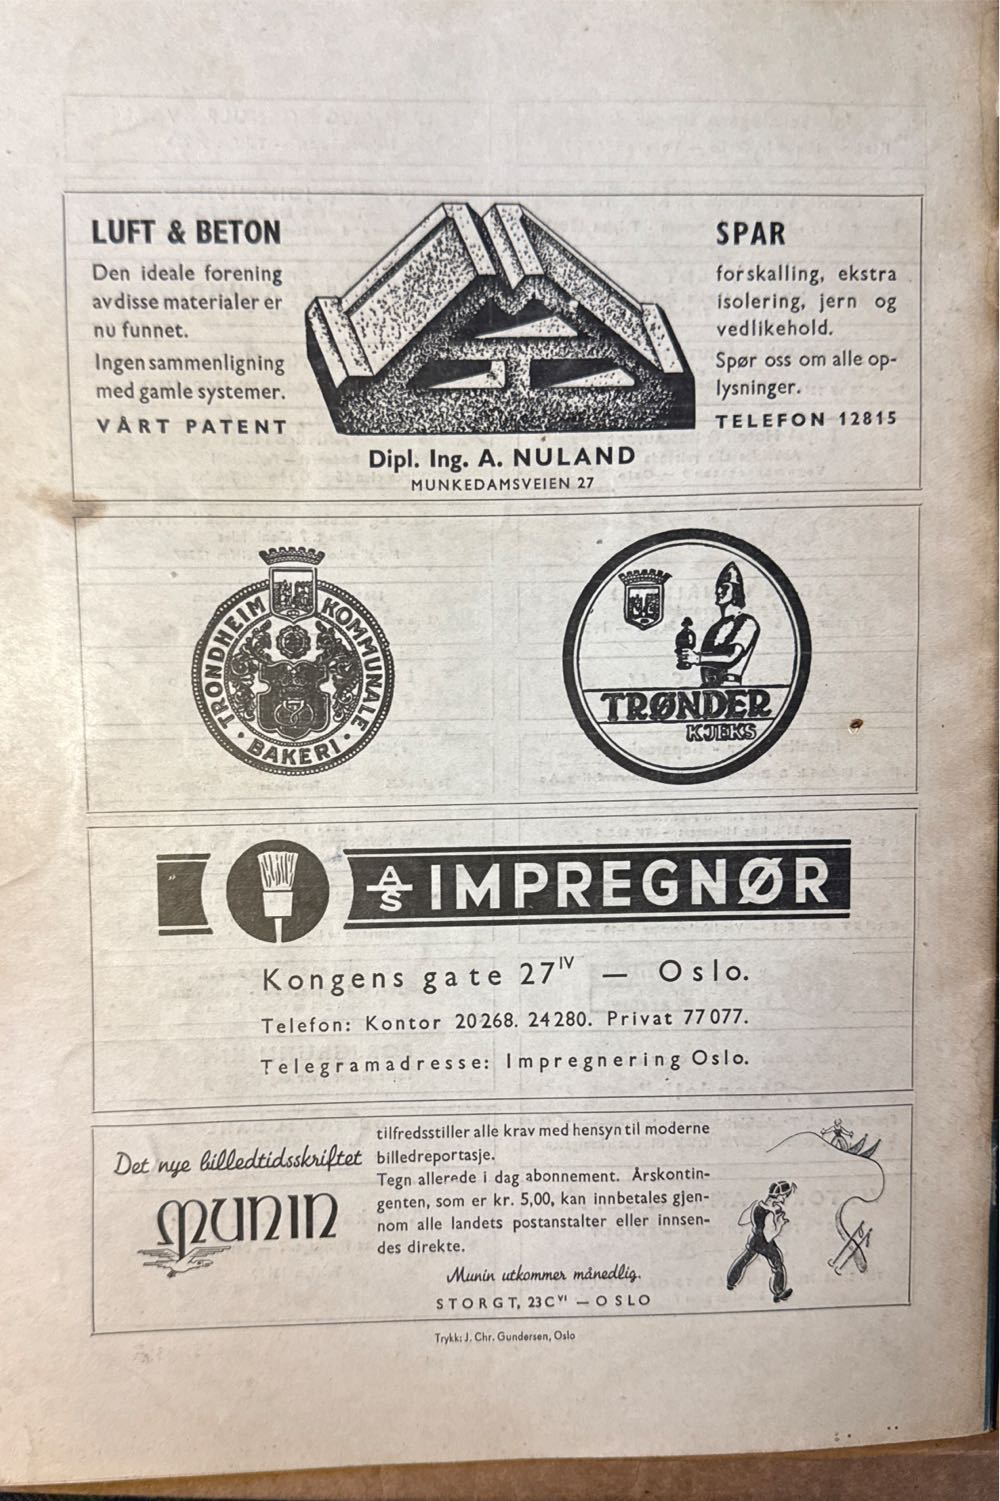 LUFT & BETON
Den ideale forening
av disse materialer er
nu funnet.
Ingen sammenligning
med gamle systemer.
VÅRT PATENT
SPAR
forskalling, ekstra
isolering, jern og
vedlikehold.
Spør oss om alle op-
lysninger.
TELEFON 12815
Dipl. Ing. A. NULAND
MUNKEDAMSVEIEN 27
TRONDHEIM KOMMUNALE
· BAKERI ·
TRØNDER
KJEKS
A/S IMPREGNØR
Kongens gate 27IV — Oslo.
Telefon: Kontor 20268. 24280. Privat 77077.
Telegramadresse: Impregnering Oslo.
Det nye billedtidsskriftet
MUNIN
tilfredsstiller alle krav med hensyn til moderne
billedreportasje.
Tegn allerede i dag abonnement. Årskontin-
genten, som er kr. 5,00, kan innbetales gjen-
nom alle landets postanstalter eller innsen-
des direkte.
Munin utkommer månedlig.
STORGT, 23CVI — OSLO
Trykk: J. Chr. Gundersen, Oslo